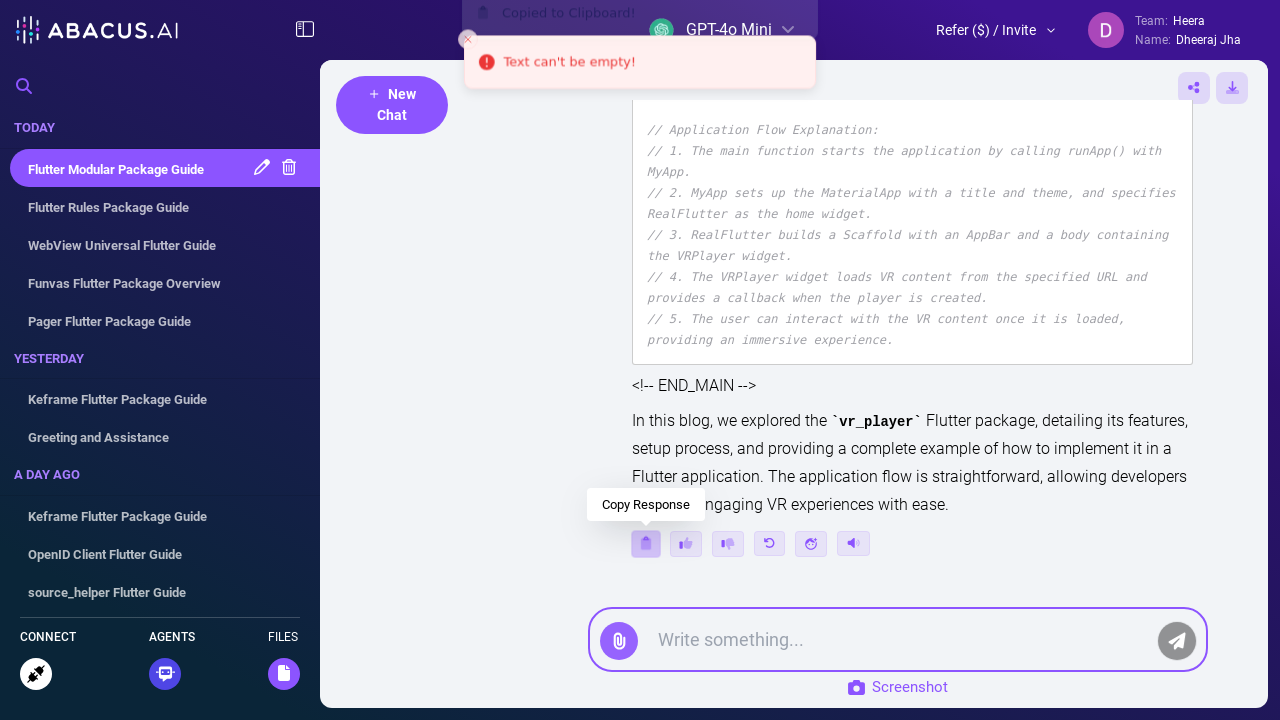 ABACUS.AI
Copied to Clipboard!
GPT-4o Mini
Text can't be empty!
Refer ($) / Invite
D
Team: Heera
Name: Dheeraj Jha
TODAY
Flutter Modular Package Guide
Flutter Rules Package Guide
WebView Universal Flutter Guide
Funvas Flutter Package Overview
Pager Flutter Package Guide
YESTERDAY
Keframe Flutter Package Guide
Greeting and Assistance
A DAY AGO
Keframe Flutter Package Guide
OpenID Client Flutter Guide
source_helper Flutter Guide
CONNECT
AGENTS
FILES
+ New
Chat
// Application Flow Explanation:
// 1. The main function starts the application by calling runApp() with
MyApp.
// 2. MyApp sets up the MaterialApp with a title and theme, and specifies
RealFlutter as the home widget.
// 3. RealFlutter builds a Scaffold with an AppBar and a body containing
the VRPlayer widget.
// 4. The VRPlayer widget loads VR content from the specified URL and
provides a callback when the player is created.
// 5. The user can interact with the VR content once it is loaded,
providing an immersive experience.
<!-- END_MAIN -->
In this blog, we explored the `vr_player` Flutter package, detailing its features,
setup process, and providing a complete example of how to implement it in a
Flutter application. The application flow is straightforward, allowing developers
ngaging VR experiences with ease.
Copy Response
Write something...
Screenshot